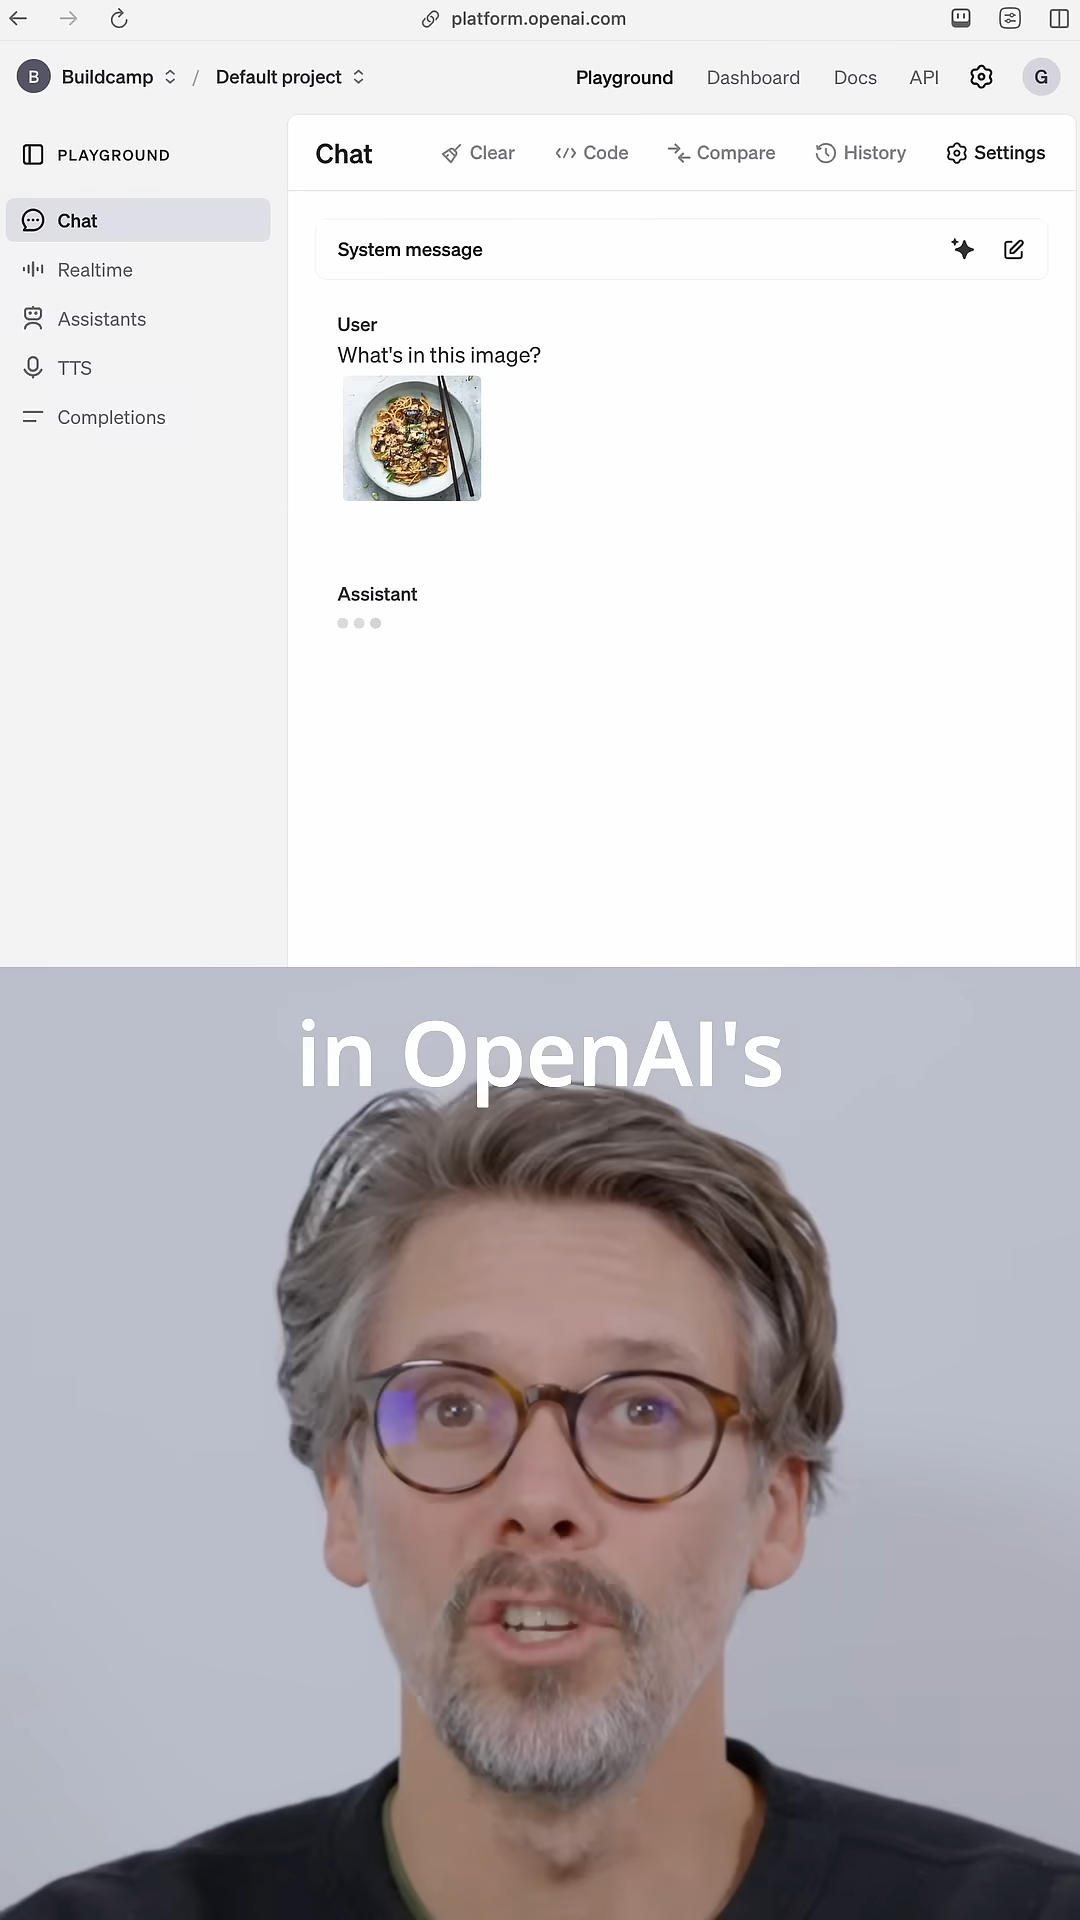 platform.openai.com
B Buildcamp / Default project Playground Dashboard Docs API G
PLAYGROUND
Chat
Realtime
Assistants
TTS
Completions
Chat Clear Code Compare History Settings
System message
User
What's in this image?
Assistant
in OpenAI's